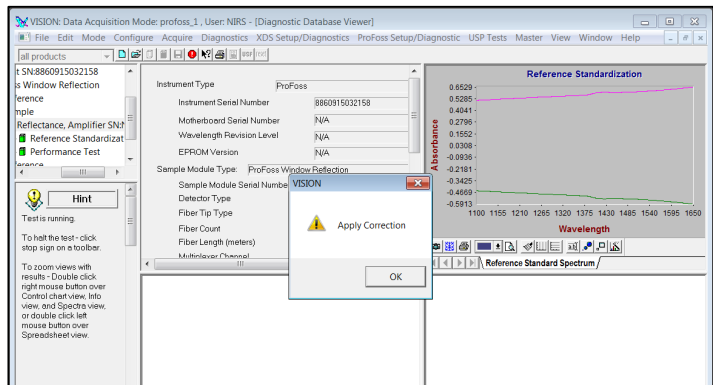 VISION: Data Acquisition Mode: profoss_1 , User: NIRS - [Diagnostic Database Viewer]
File Edit Mode Configure Acquire Diagnostics XDS Setup/Diagnostics ProFoss Setup/Diagnostic USP Tests Master View Window Help
all products
t SN:8860915032158
ss Window Reflection
ference
mple
Reflectance, Amplifier SN:
Reference Standardizat
Performance Test
ference
Hint
Test is running.
To halt the test - click
stop sign on a toolbar.
To zoom views with
results - Double click
right mouse button over
Control chart view, Info
view, and Spectra view,
or double click left
mouse button over
Spreadsheet view.
Instrument Type ProFoss
Instrument Serial Number 8860915032158
Motherboard Serial Number N/A
Wavelength Revision Level N/A
EPROM Version N/A
Sample Module Type: ProFoss Window Reflection
Sample Module Serial Numbe
Detector Type
Fiber Tip Type
Fiber Count
Fiber Length (meters)
Multiplexer Channel
VISION
Apply Correction
OK
Reference Standardization
Absorbance
0.6529
0.5285
0.4041
0.2796
0.1552
0.0308
-0.0936
-0.2181
-0.3425
-0.4669
-0.5913
1100 1155 1210 1265 1320 1375 1430 1485 1540 1595 1650
Wavelength
Reference Standard Spectrum